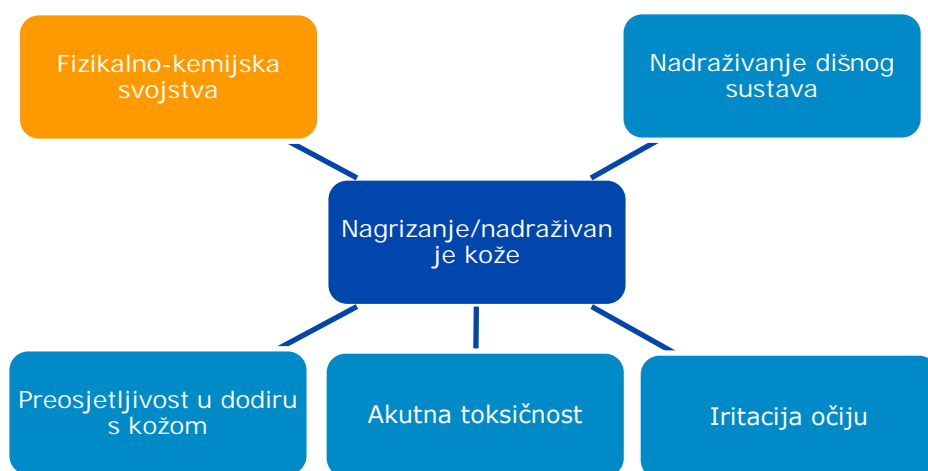 Fizikalno-kemijska
svojstva
Nadraživanje dišnog
sustava
Nagrizanje/nadraživan
je kože
Preosjetljivost u dodiru
s kožom
Akutna toksičnost
Iritacija očiju